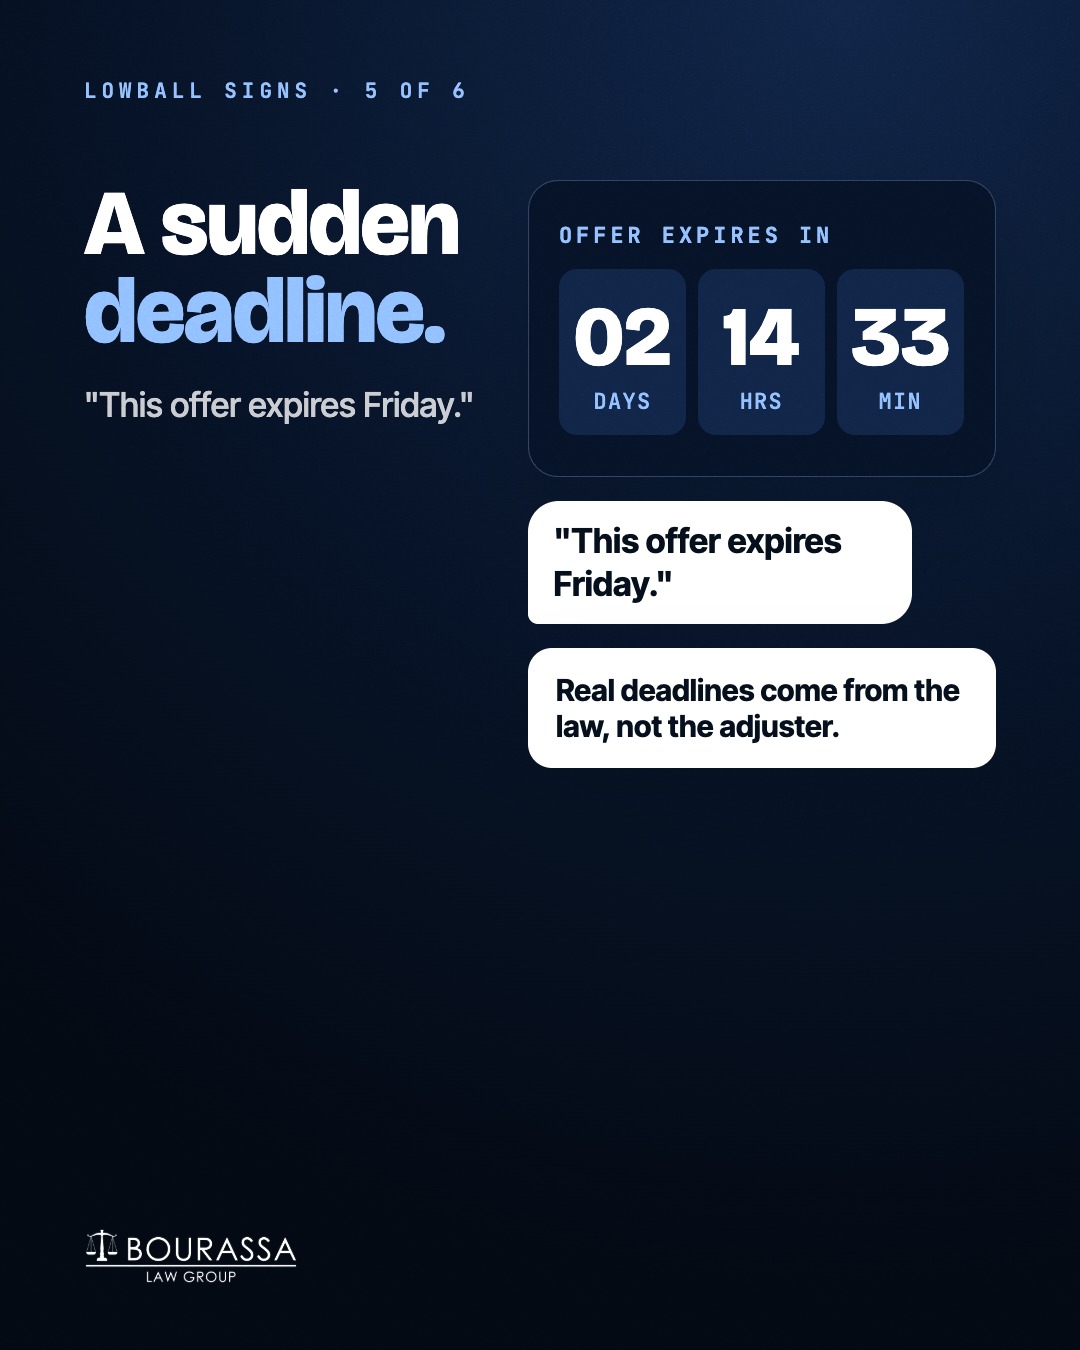 LOWBALL SIGNS · 5 OF 6
A sudden
deadline.
"This offer expires Friday."
OFFER EXPIRES IN
02 14 33
DAYS HRS MIN
"This offer expires
Friday."
Real deadlines come from the
law, not the adjuster.
BOURASSA
LAW GROUP